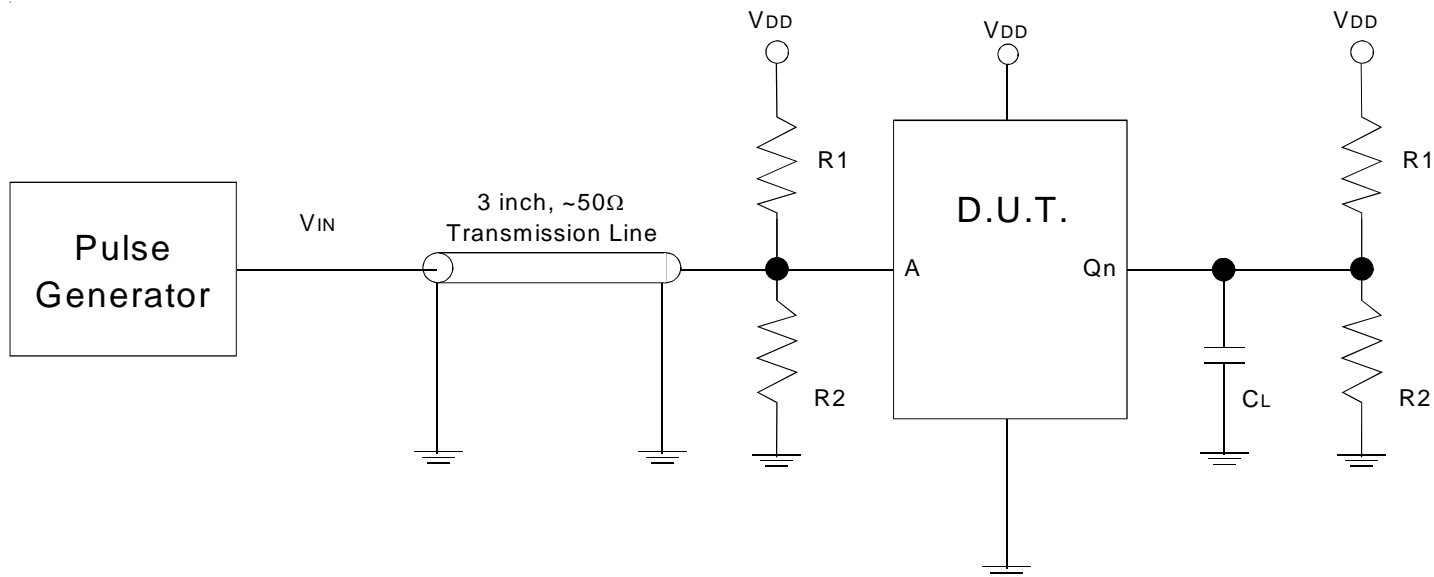 VDD
VDD
VDD
R1
R1
3 inch, ~50Ω
Transmission Line
VIN
D.U.T.
Pulse
Generator
A
Qn
R2
CL
R2